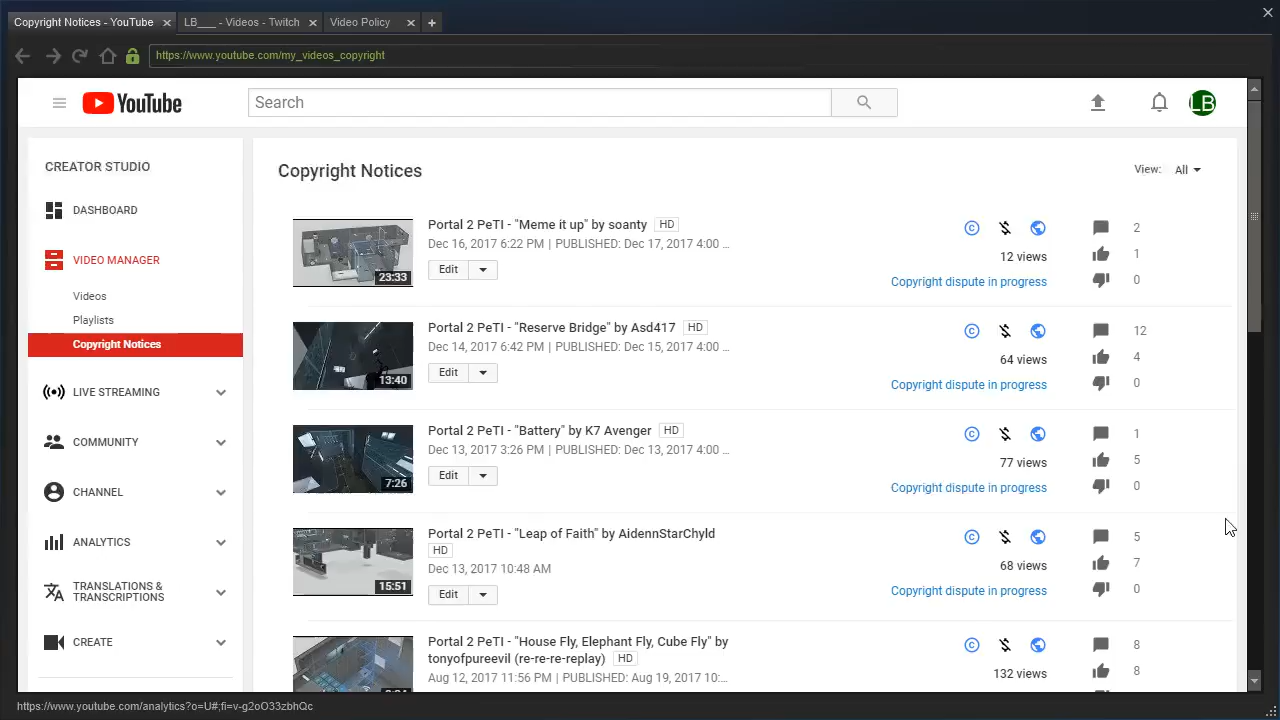 Copyright Notices - YouTube
LB___ - Videos - Twitch
Video Policy
https://www.youtube.com/my_videos_copyright
YouTube
Search
LB
CREATOR STUDIO
DASHBOARD
VIDEO MANAGER
Videos
Playlists
Copyright Notices
LIVE STREAMING
COMMUNITY
CHANNEL
ANALYTICS
TRANSLATIONS &
TRANSCRIPTIONS
CREATE
Copyright Notices
View: All
23:33
Portal 2 PeTI - "Meme it up" by soanty HD
Dec 16, 2017 6:22 PM | PUBLISHED: Dec 17, 2017 4:00 ...
Edit
12 views
Copyright dispute in progress
2
1
0
13:40
Portal 2 PeTI - "Reserve Bridge" by Asd417 HD
Dec 14, 2017 6:42 PM | PUBLISHED: Dec 15, 2017 4:00 ...
Edit
64 views
Copyright dispute in progress
12
4
0
7:26
Portal 2 PeTI - "Battery" by K7 Avenger HD
Dec 13, 2017 3:26 PM | PUBLISHED: Dec 13, 2017 4:00 ...
Edit
77 views
Copyright dispute in progress
1
5
0
15:51
Portal 2 PeTI - "Leap of Faith" by AidennStarChyld
HD
Dec 13, 2017 10:48 AM
Edit
68 views
Copyright dispute in progress
5
7
0
Portal 2 PeTI - "House Fly, Elephant Fly, Cube Fly" by
tonyofpureevil (re-re-re-replay) HD
Aug 12, 2017 11:56 PM | PUBLISHED: Aug 19, 2017 10:...
132 views
8
8
https://www.youtube.com/analytics?o=U#;fi=v-g2oO33zbhQc